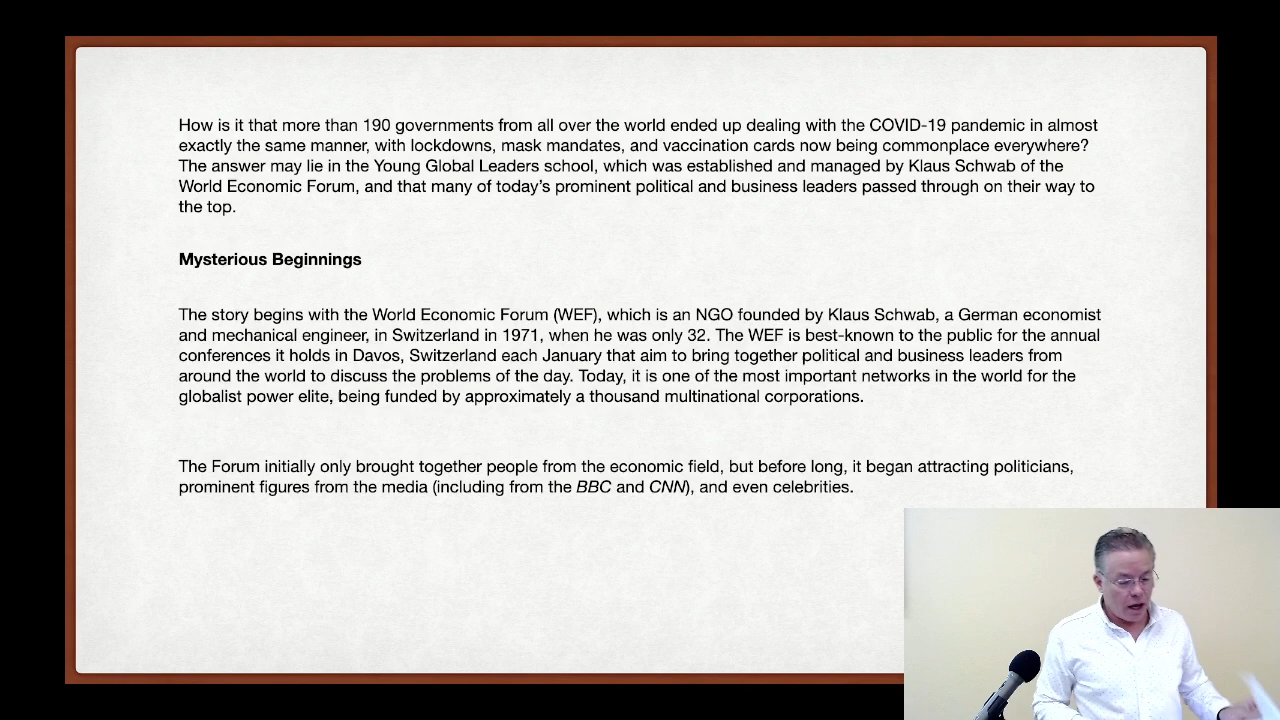 How is it that more than 190 governments from all over the world ended up dealing with the COVID-19 pandemic in almost
exactly the same manner, with lockdowns, mask mandates, and vaccination cards now being commonplace everywhere?
The answer may lie in the Young Global Leaders school, which was established and managed by Klaus Schwab of the
World Economic Forum, and that many of today’s prominent political and business leaders passed through on their way to
the top.
Mysterious Beginnings
The story begins with the World Economic Forum (WEF), which is an NGO founded by Klaus Schwab, a German economist
and mechanical engineer, in Switzerland in 1971, when he was only 32. The WEF is best-known to the public for the annual
conferences it holds in Davos, Switzerland each January that aim to bring together political and business leaders from
around the world to discuss the problems of the day. Today, it is one of the most important networks in the world for the
globalist power elite, being funded by approximately a thousand multinational corporations.
The Forum initially only brought together people from the economic field, but before long, it began attracting politicians,
prominent figures from the media (including from the BBC and CNN), and even celebrities.